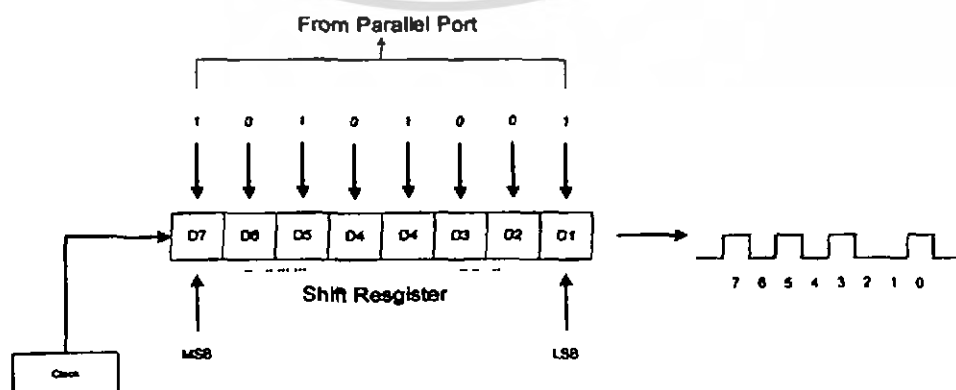 From Parallel Port
1 0 1 0 1 0 0 1
D7 D6 D5 D4 D4 D3 D2 D1
7 6 5 4 3 2 1 0
Shift Resgister
MSB LSB
Clock